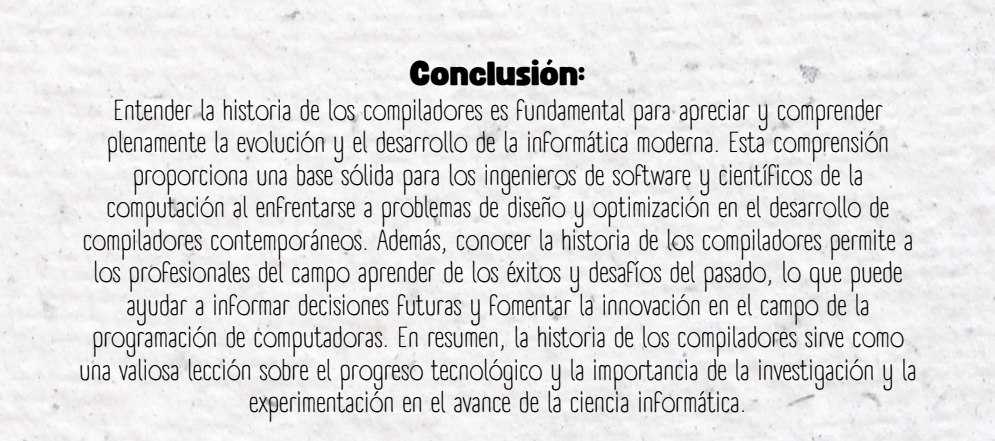 Conclusión:
Entender la historia de los compiladores es fundamental para apreciar y comprender
plenamente la evolución y el desarrollo de la informática moderna. Esta comprensión
proporciona una base sólida para los ingenieros de software y científicos de la
computación al enfrentarse a problemas de diseño y optimización en el desarrollo de
compiladores contemporáneos. Además, conocer la historia de los compiladores permite a
los profesionales del campo aprender de los éxitos y desafíos del pasado, lo que puede
ayudar a informar decisiones futuras y fomentar la innovación en el campo de la
programación de computadoras. En resumen, la historia de los compiladores sirve como
una valiosa lección sobre el progreso tecnológico y la importancia de la investigación y la
experimentación en el avance de la ciencia informática.